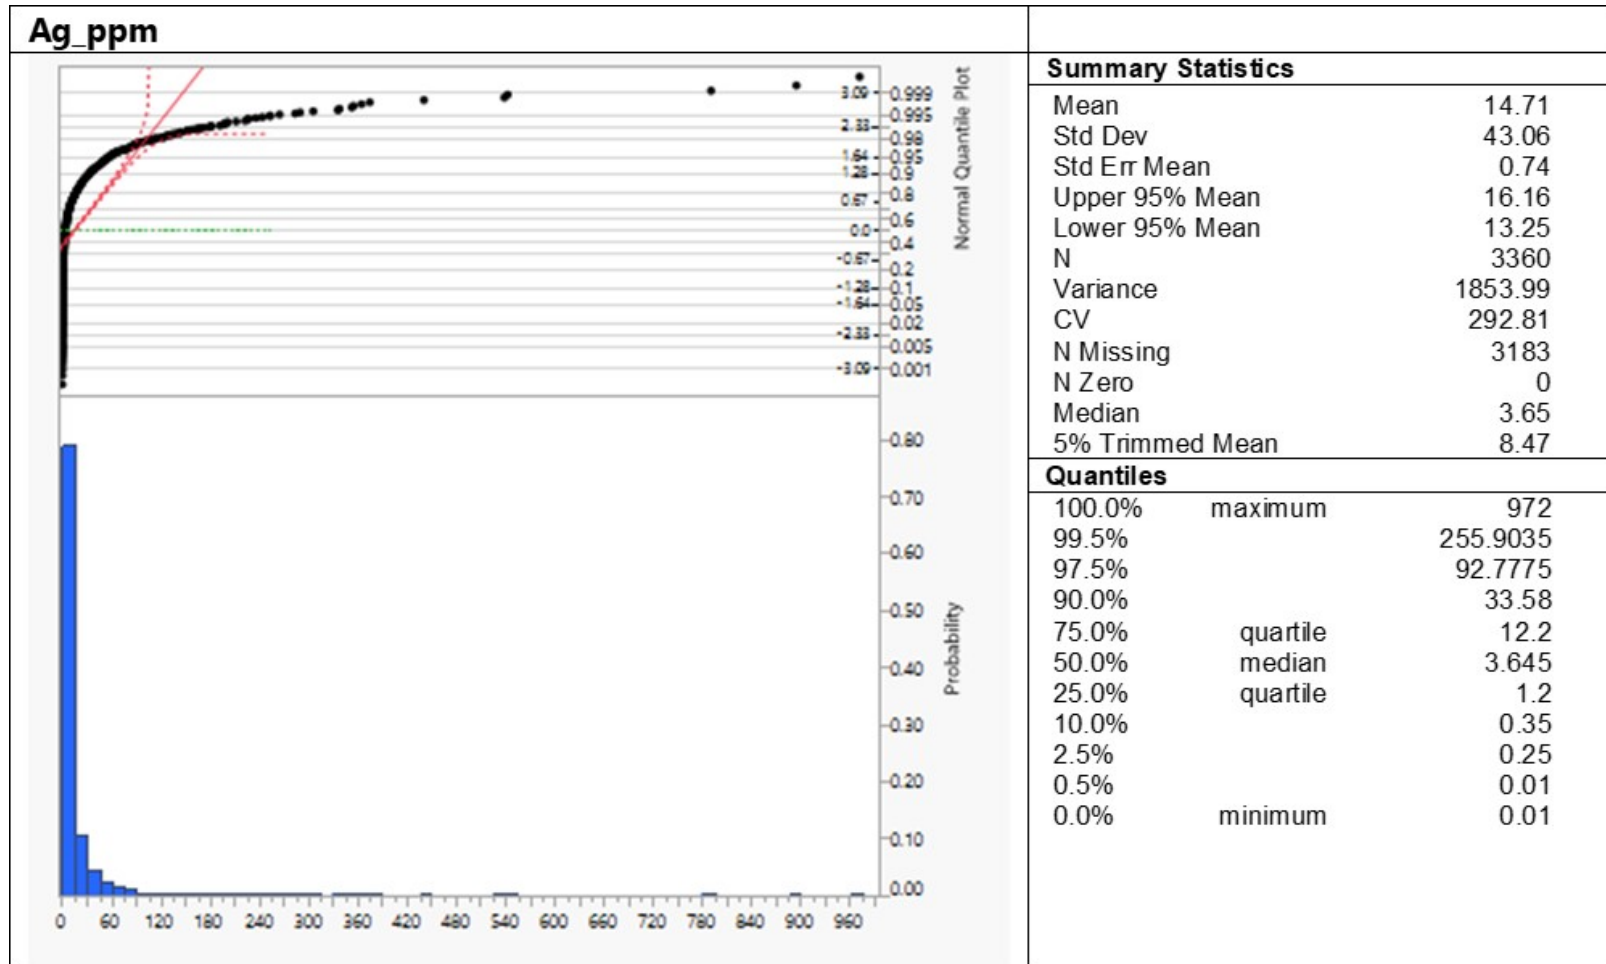 Ag_ppm
Normal Quantile Plot
3.09 0.999
0.995
2.33 0.98
1.64 0.95
1.28 0.9
0.67 0.8
0.6
0.0
0.4
-0.67 0.2
-1.28 0.1
-1.64 0.05
0.02
-2.33
0.005
-3.09 0.001
Probability
0.80
0.70
0.60
0.50
0.40
0.30
0.20
0.10
0.00
0 60 120 180 240 300 360 420 480 540 600 660 720 780 840 900 960
Summary Statistics
Mean 14.71
Std Dev 43.06
Std Err Mean 0.74
Upper 95% Mean 16.16
Lower 95% Mean 13.25
N 3360
Variance 1853.99
CV 292.81
N Missing 3183
N Zero 0
Median 3.65
5% Trimmed Mean 8.47
Quantiles
100.0% maximum 972
99.5% 255.9035
97.5% 92.7775
90.0% 33.58
75.0% quartile 12.2
50.0% median 3.645
25.0% quartile 1.2
10.0% 0.35
2.5% 0.25
0.5% 0.01
0.0% minimum 0.01